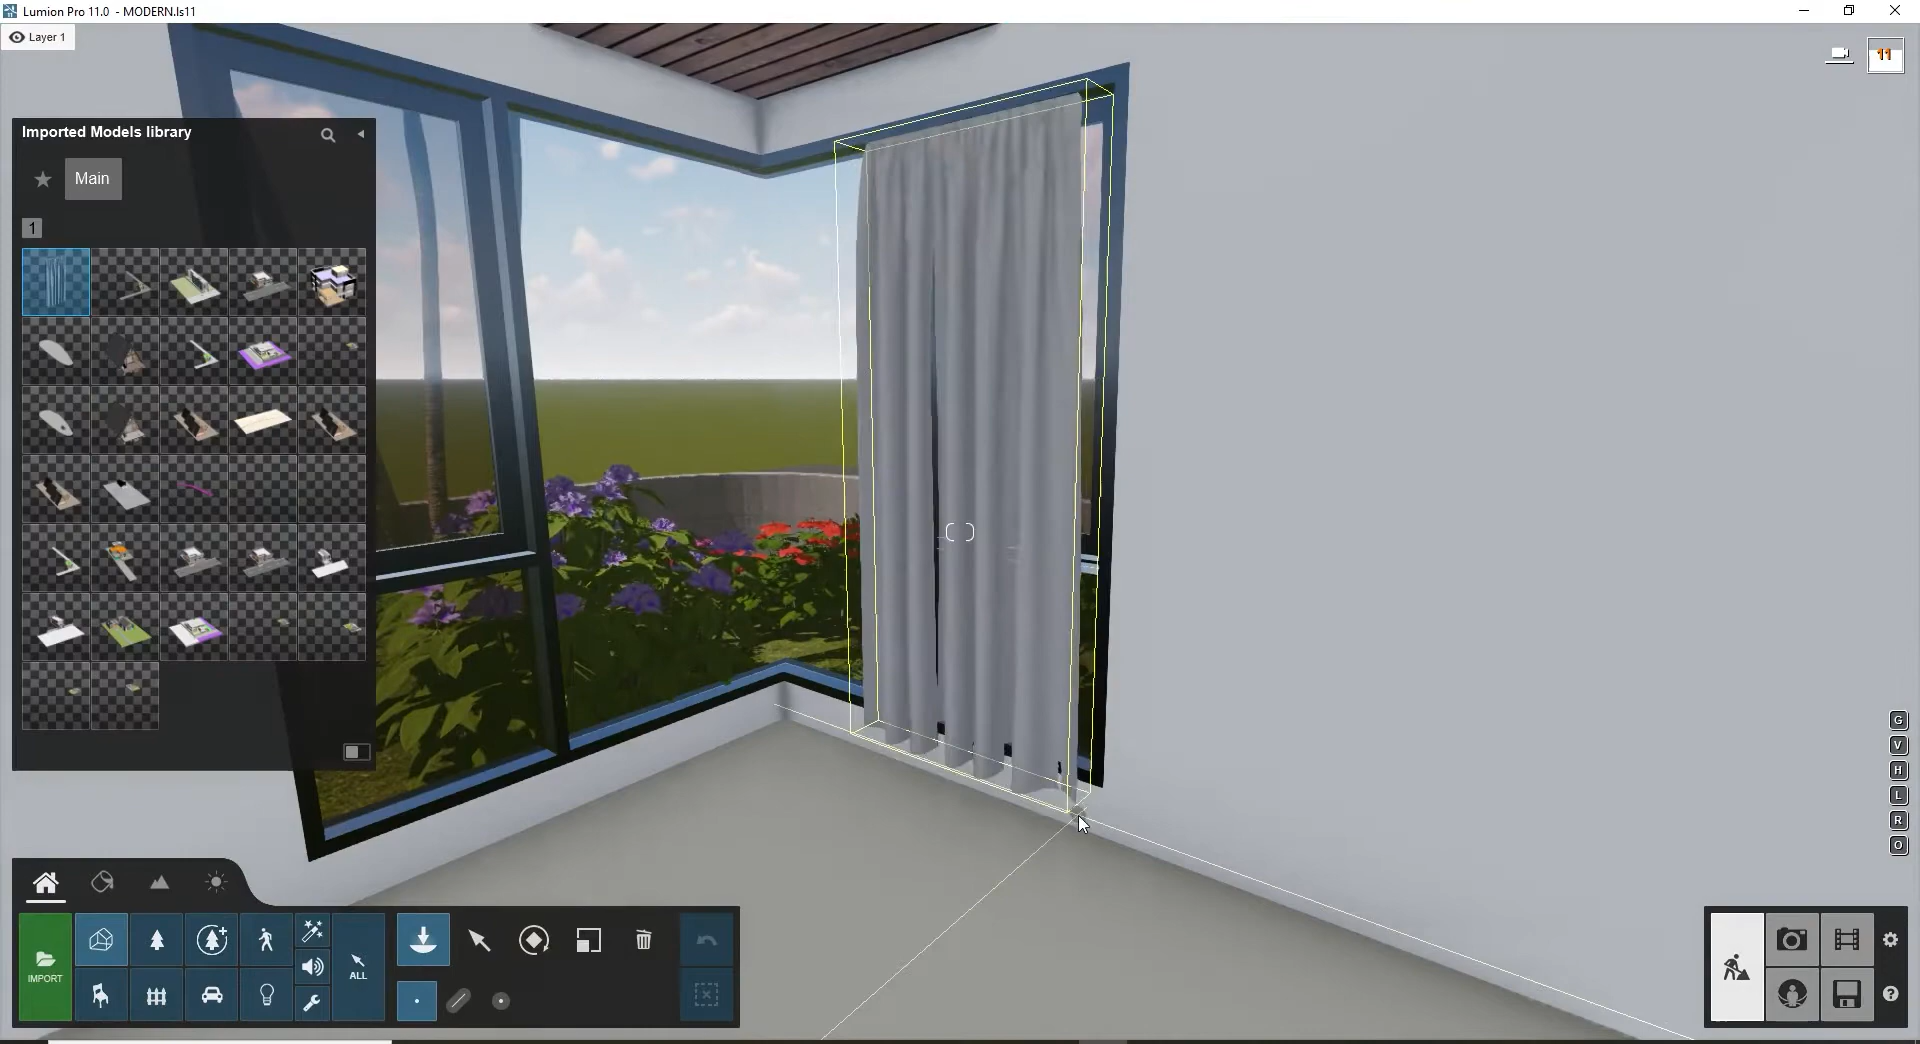 Lumion Pro 11.0 - MODERN.ls11
Layer 1
11
Imported Models library
Main
1
G
V
H
L
R
O
IMPORT
ALL
?